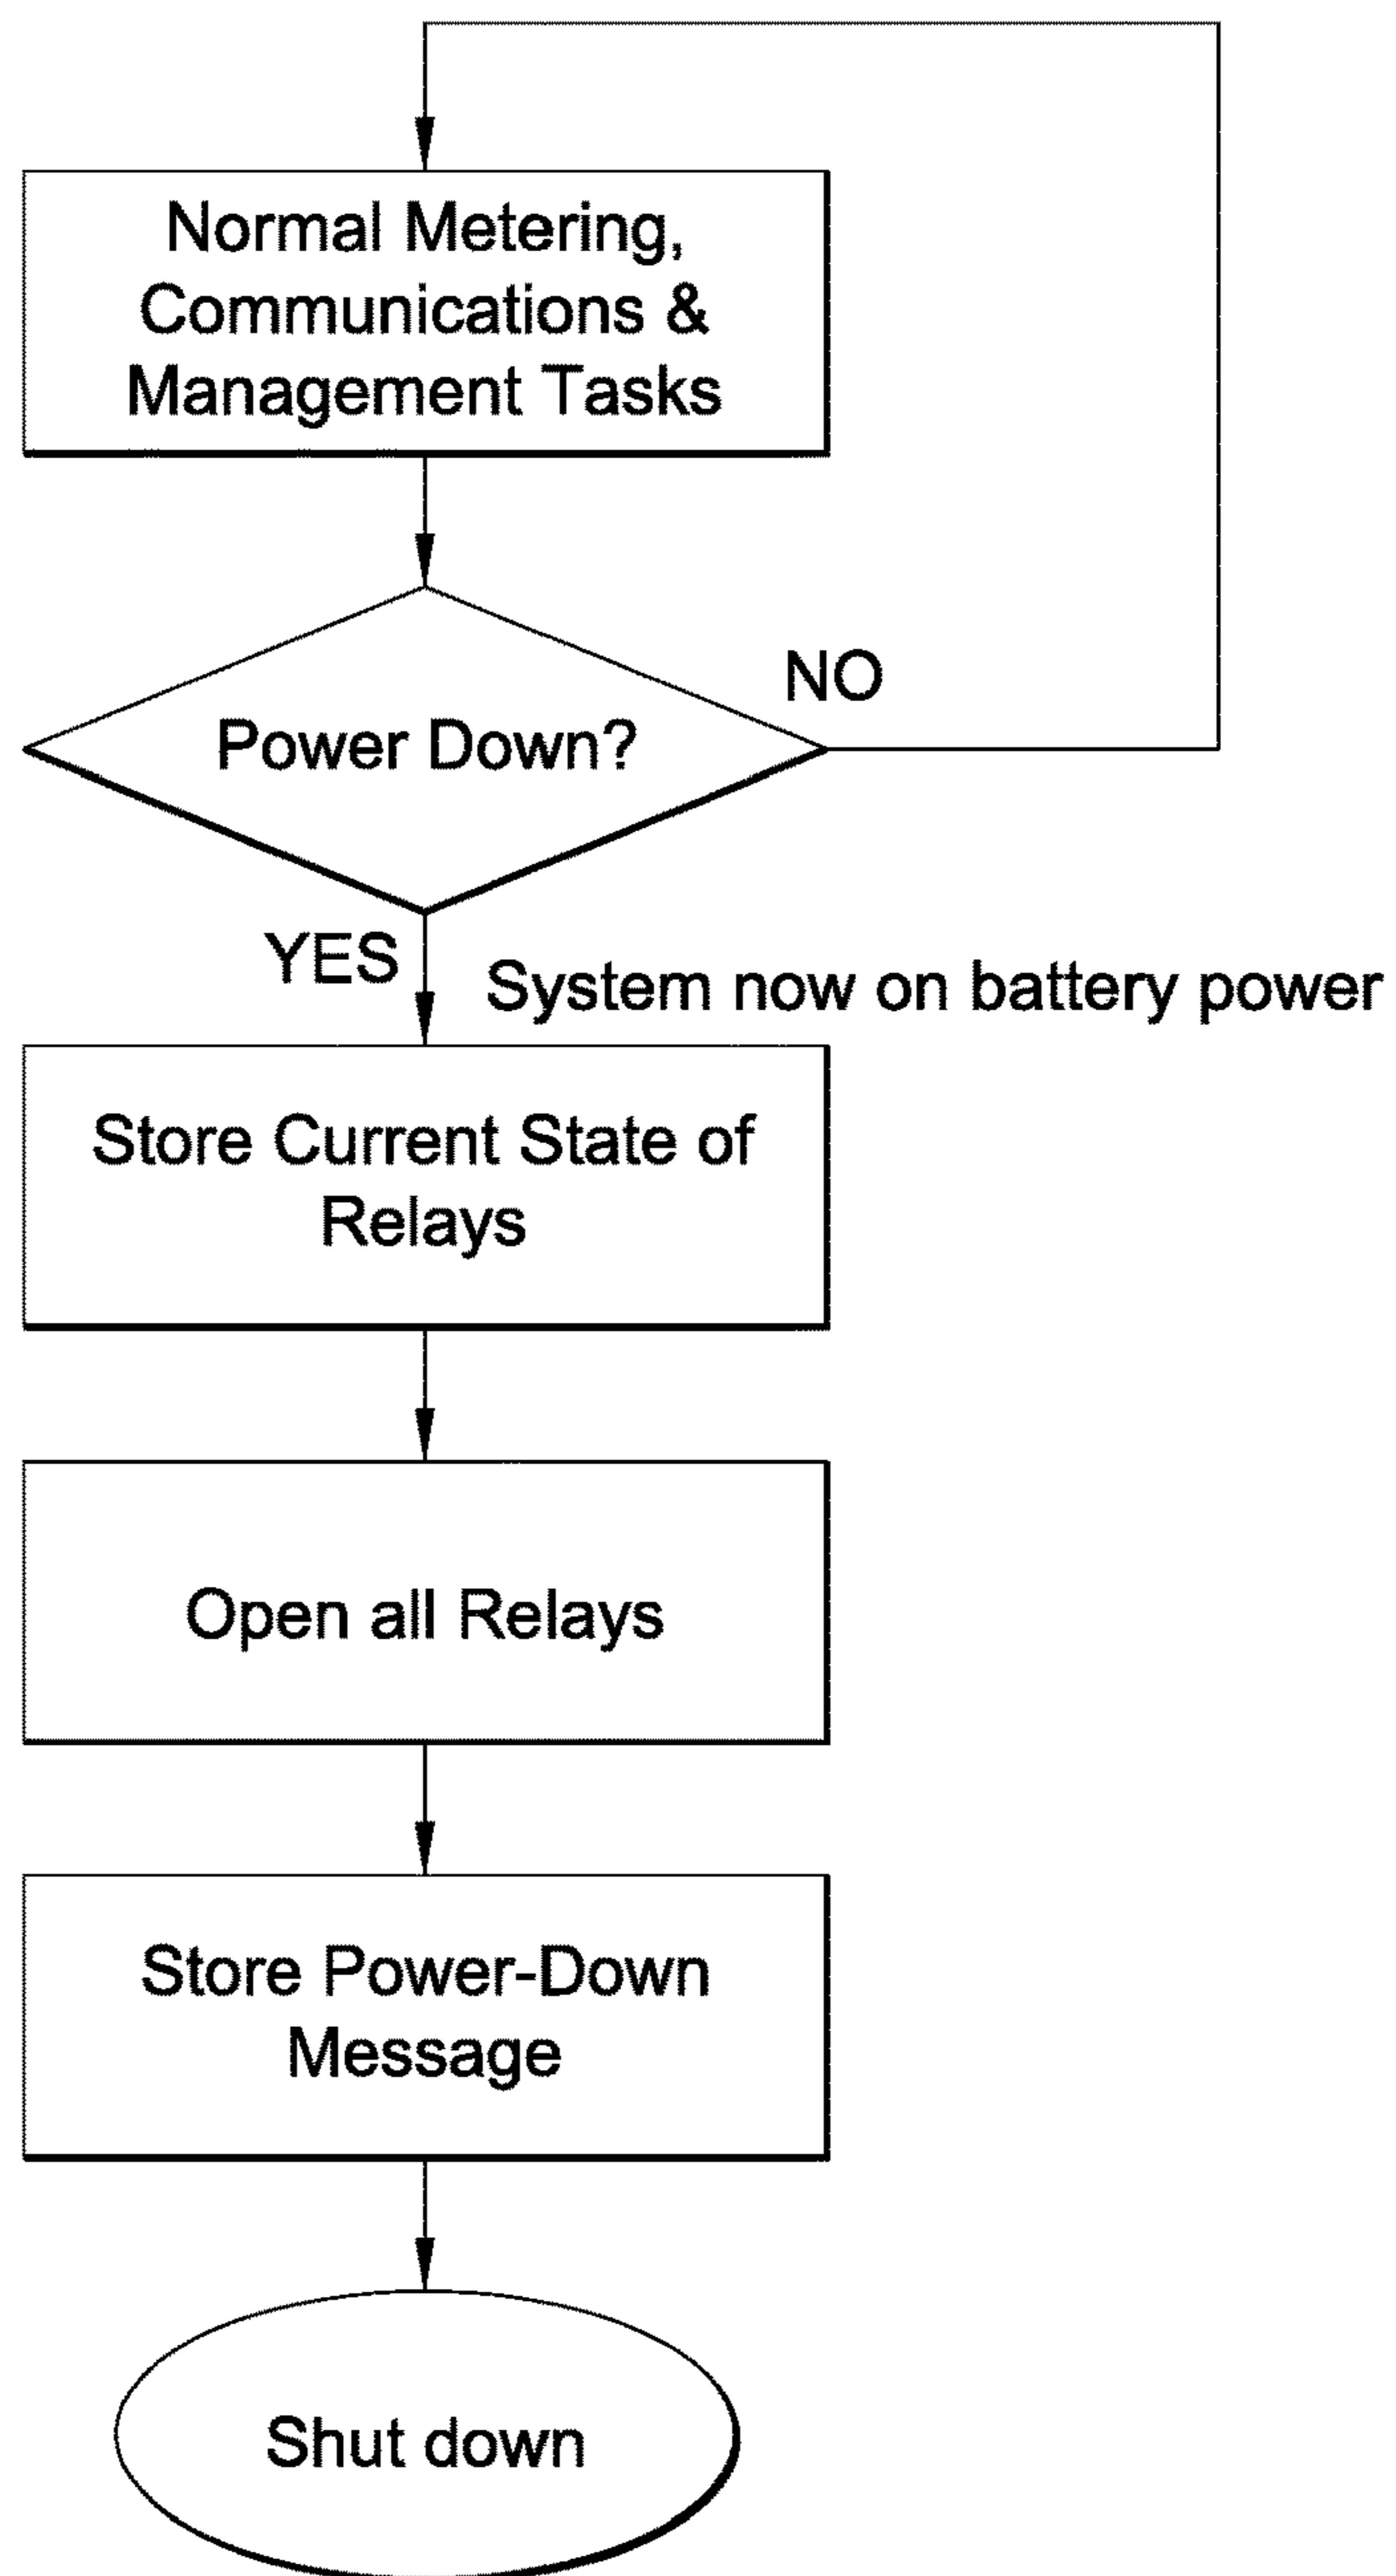 Normal Metering,
Communications &
Management Tasks
Power Down?
NO
YES
System now on battery power
Store Current State of
Relays
Open all Relays
Store Power-Down
Message
Shut down